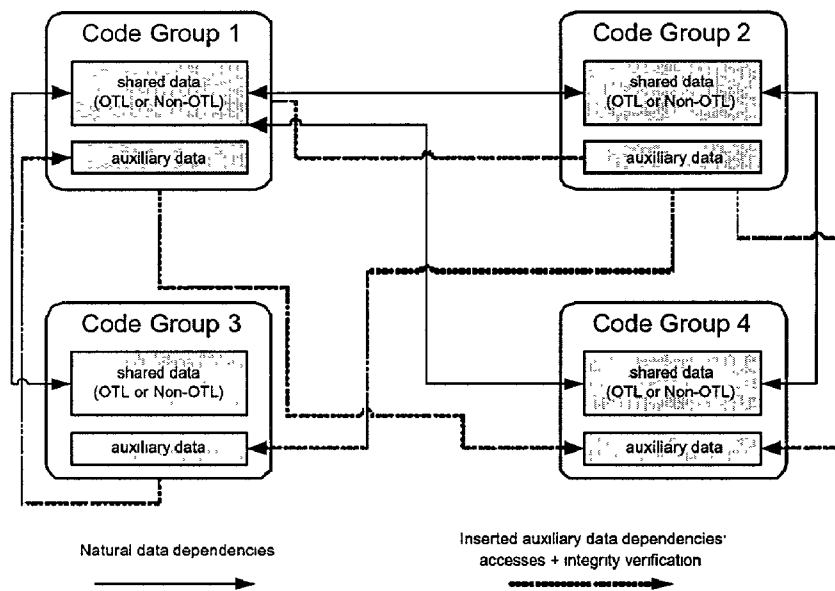 Code Group 1
shared data
(OTL or Non-OTL)
auxiliary data
Code Group 2
shared data
(OTL or Non-OTL)
auxiliary data
Code Group 3
shared data
(OTL or Non-OTL)
auxiliary data
Code Group 4
shared data
(OTL or Non-OTL)
auxiliary data
Natural data dependencies
Inserted auxiliary data dependencies:
accesses + integrity verification